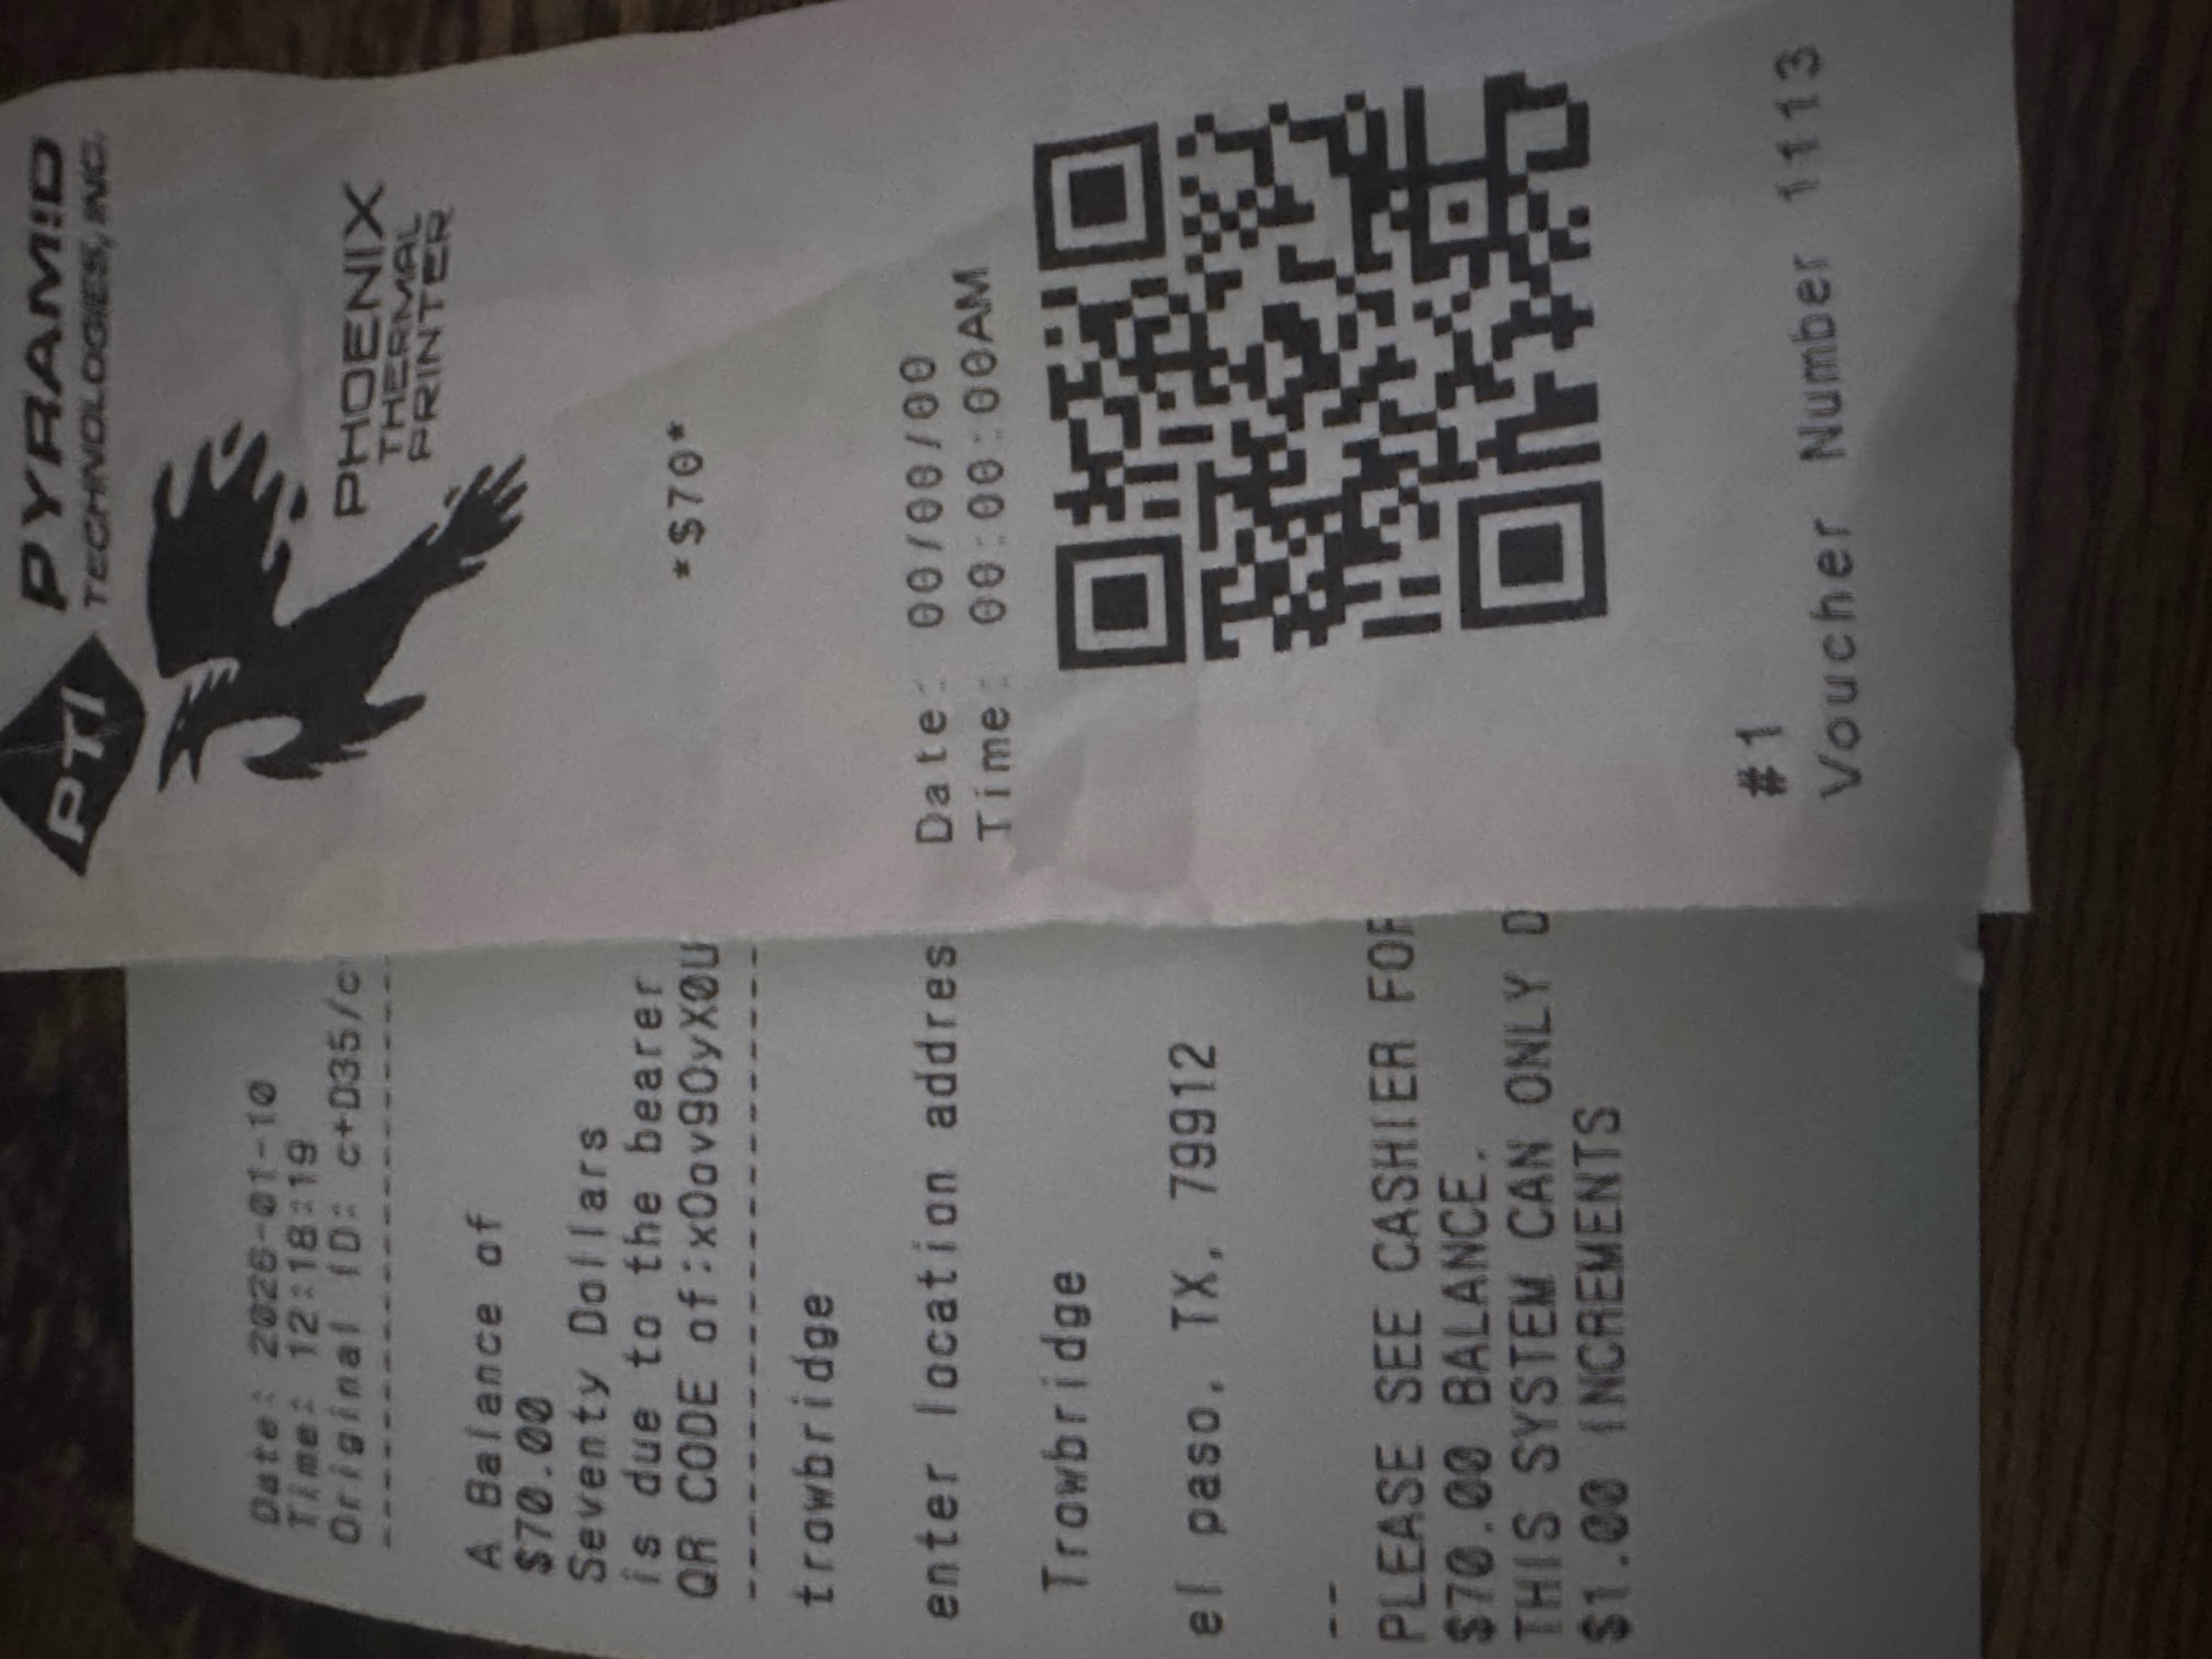 PTI
PYRAM!D
TECHNOLOGIES, INC.
PHOENIX
THERMAL
PRINTER
*$70*
Date: 00/00/00
Time: 00:00:00AM
#1
Voucher Number 1113
Date: 2026-01-10
Time: 12:18:19
Original ID: c+D35/c
--------------------
A Balance of
$70.00
Seventy Dollars
is due to the bearer
QR CODE of:xOov9OyX0U
--------------------
trowbridge
enter location addres
Trowbridge
el paso, TX, 79912
--
PLEASE SEE CASHIER FOR
$70.00 BALANCE.
THIS SYSTEM CAN ONLY D
$1.00 INCREMENTS